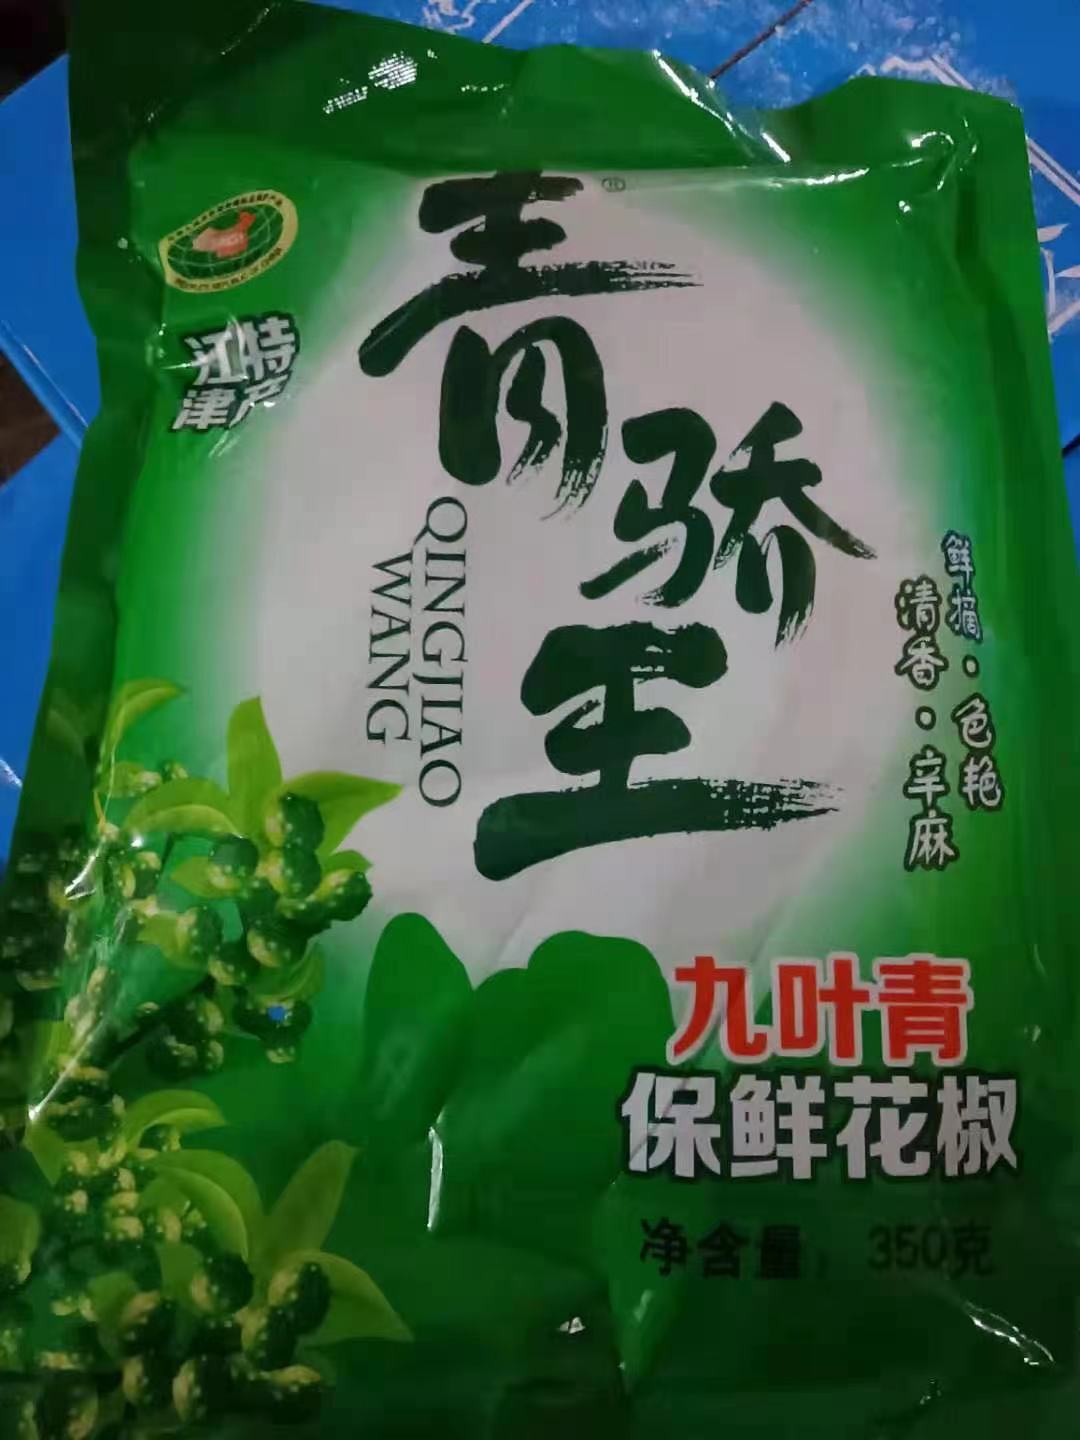 青骄王
®
QINGJIAO
WANG
江津
特产
鲜摘·色艳
清香·辛麻
九叶青
保鲜花椒
净含量：350克